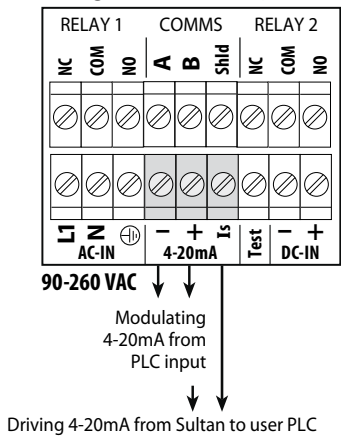 RELAY 1 COMMS RELAY 2
NC COM NO A B Shld NC COM NO
L1 N − + Is Test − +
AC-IN 4-20mA DC-IN
90-260 VAC
Modulating
4-20mA from
PLC input
Driving 4-20mA from Sultan to user PLC